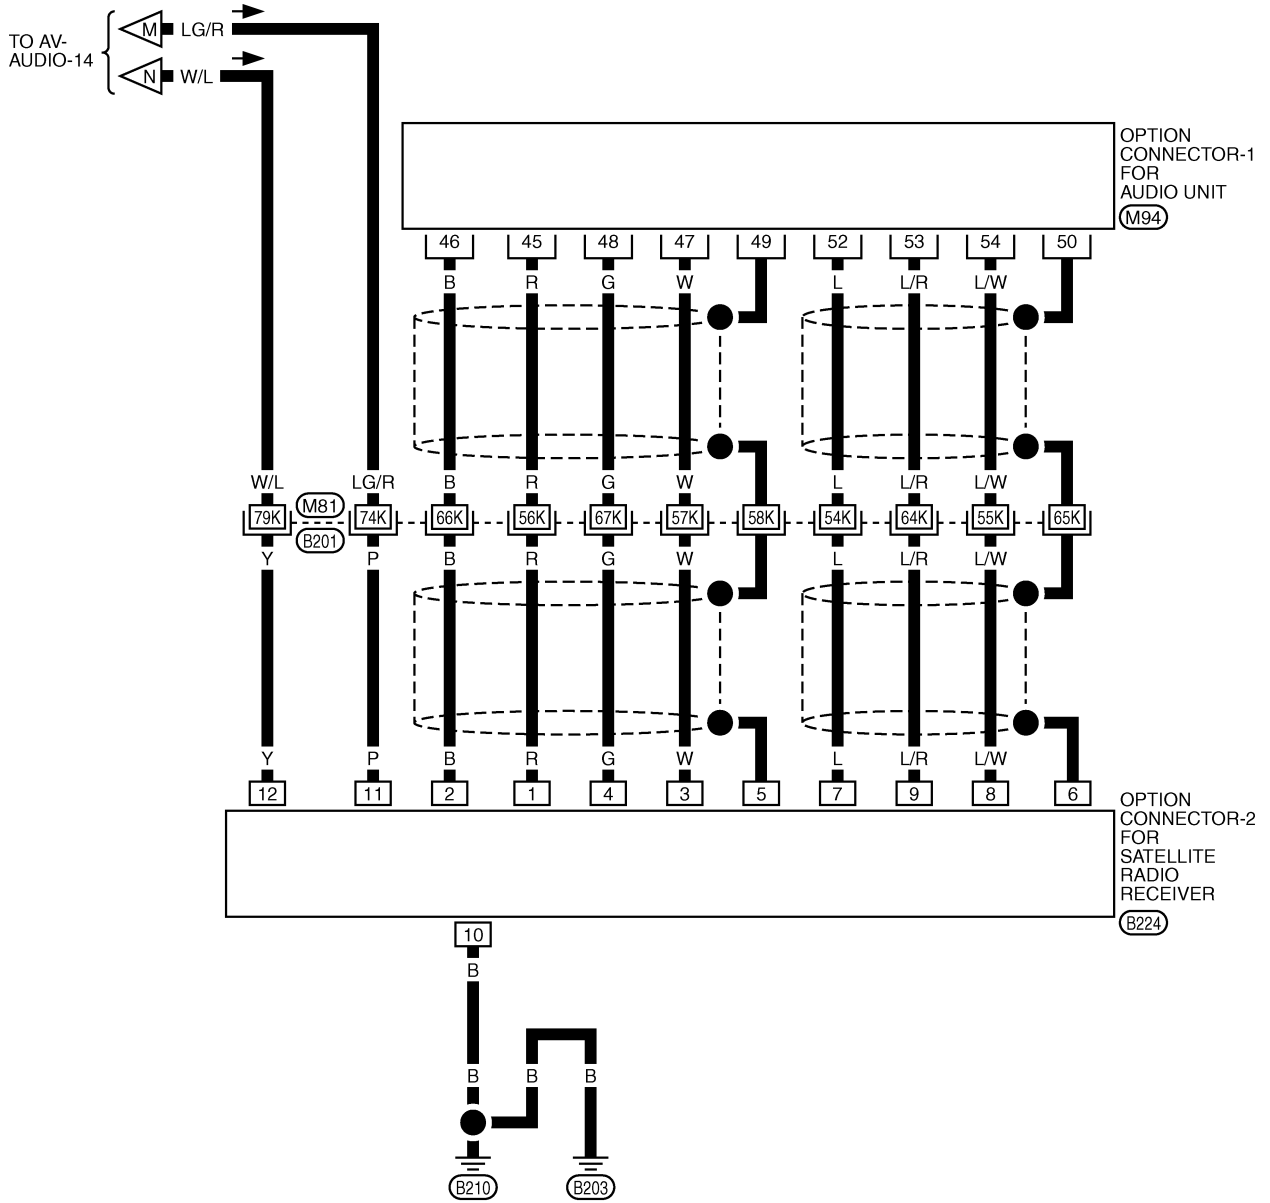 M LG/R
TO AV-
AUDIO-14
N W/L
OPTION
CONNECTOR-1
FOR
AUDIO UNIT
M94
46 45 48 47 49 52 53 54 50
B R G W L L/R L/W
W/L LG/R B R G W L L/R L/W
M81
79K 74K 66K 56K 67K 57K 58K 54K 64K 55K 65K
B201
Y P B R G W L L/R L/W
Y P B R G W L L/R L/W
12 11 2 1 4 3 5 7 9 8 6
OPTION
CONNECTOR-2
FOR
SATELLITE
RADIO
RECEIVER
B224
10
B
B B B
B210 B203